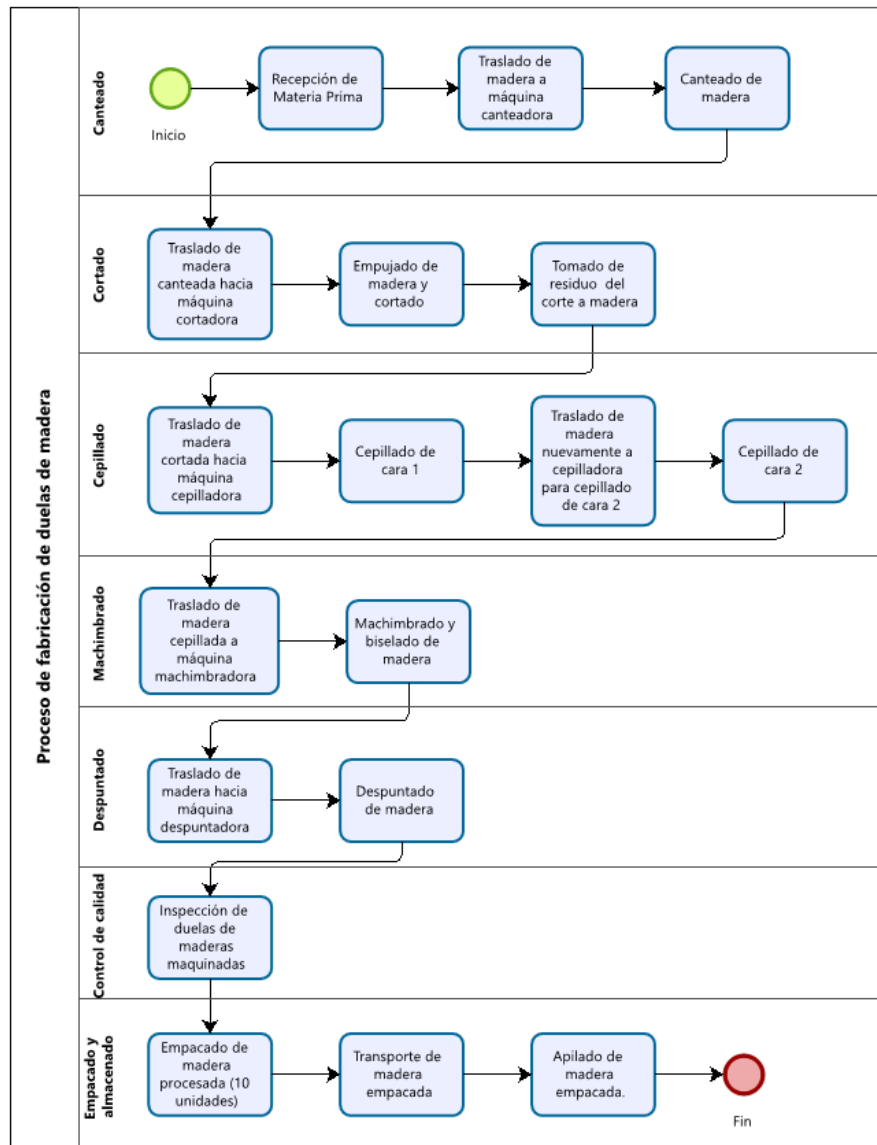 Proceso de fabricación de duelas de madera
Canteado
Inicio
Recepción de
Materia Prima
Traslado de
madera a
máquina
canteadora
Canteado de
madera
Cortado
Traslado de
madera
canteada hacia
máquina
cortadora
Empujado de
madera y
cortado
Tomado de
residuo del
corte a madera
Cepillado
Traslado de
madera
cortada hacia
máquina
cepilladora
Cepillado de
cara 1
Traslado de
madera
nuevamente a
cepilladora
para cepillado
de cara 2
Cepillado de
cara 2
Machimbrado
Traslado de
madera
cepillada a
máquina
machimbradora
Machimbrado y
biselado de
madera
Despuntado
Traslado de
madera hacia
máquina
despuntadora
Despuntado
de madera
Control de calidad
Inspección de
duelas de
maderas
maquinadas
Empacado y
almacenado
Empacado de
madera
procesada (10
unidades)
Transporte de
madera
empacada
Apilado de
madera
empacada.
Fin